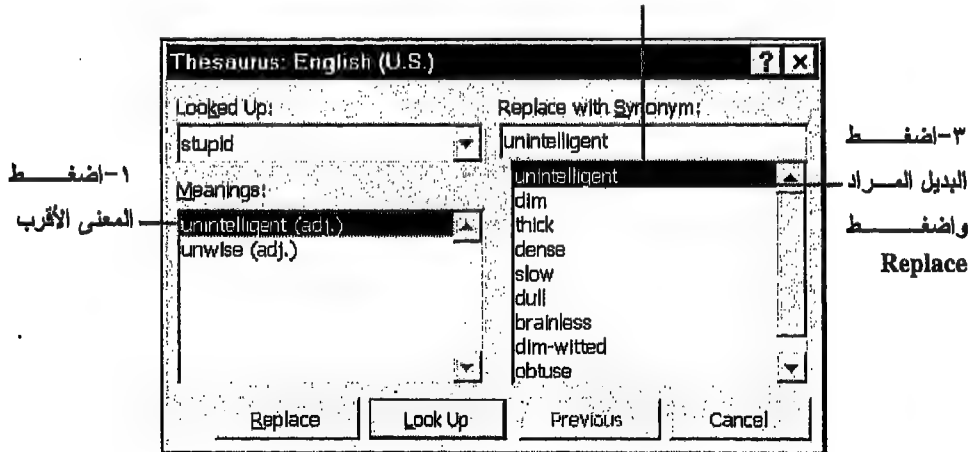 Thesaurus: English (U.S.)
Looked Up:
stupid
Meanings:
unintelligent (adj.)
unwise (adj.)
Replace with Synonym:
unintelligent
unintelligent
dim
thick
dense
slow
dull
brainless
dim-witted
obtuse
Replace
Look Up
Previous
Cancel
١-اضغط
المعنى الأقرب
٣-اضغط
البديل المراد
واضغط
Replace